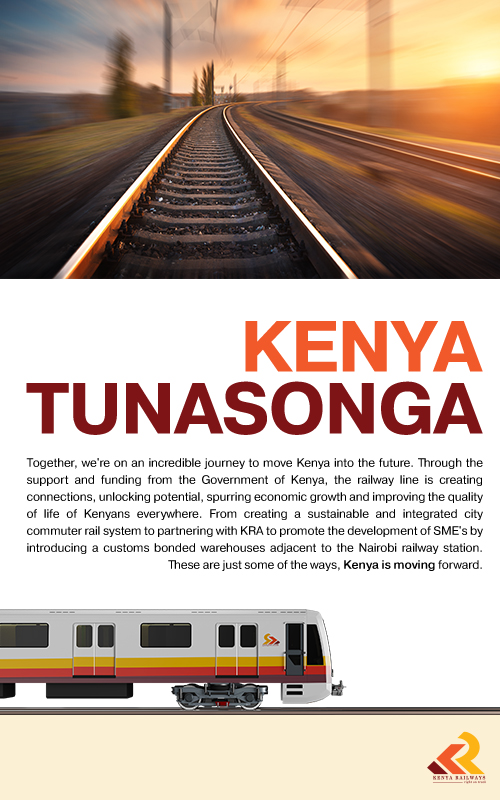 KENYA
TUNASONGA
Together, we're on an incredible journey to move Kenya into the future. Through the
support and funding from the Government of Kenya, the railway line is creating
connections, unlocking potential, spurring economic growth and improving the quality
of life of Kenyans everywhere. From creating a sustainable and integrated city
commuter rail system to partnering with KRA to promote the development of SME's by
introducing a customs bonded warehouses adjacent to the Nairobi railway station.
These are just some of the ways, Kenya is moving forward.
KENYA RAILWAYS